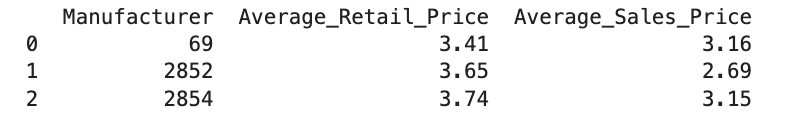 Manufacturer Average_Retail_Price Average_Sales_Price
0 69 3.41 3.16
1 2852 3.65 2.69
2 2854 3.74 3.15